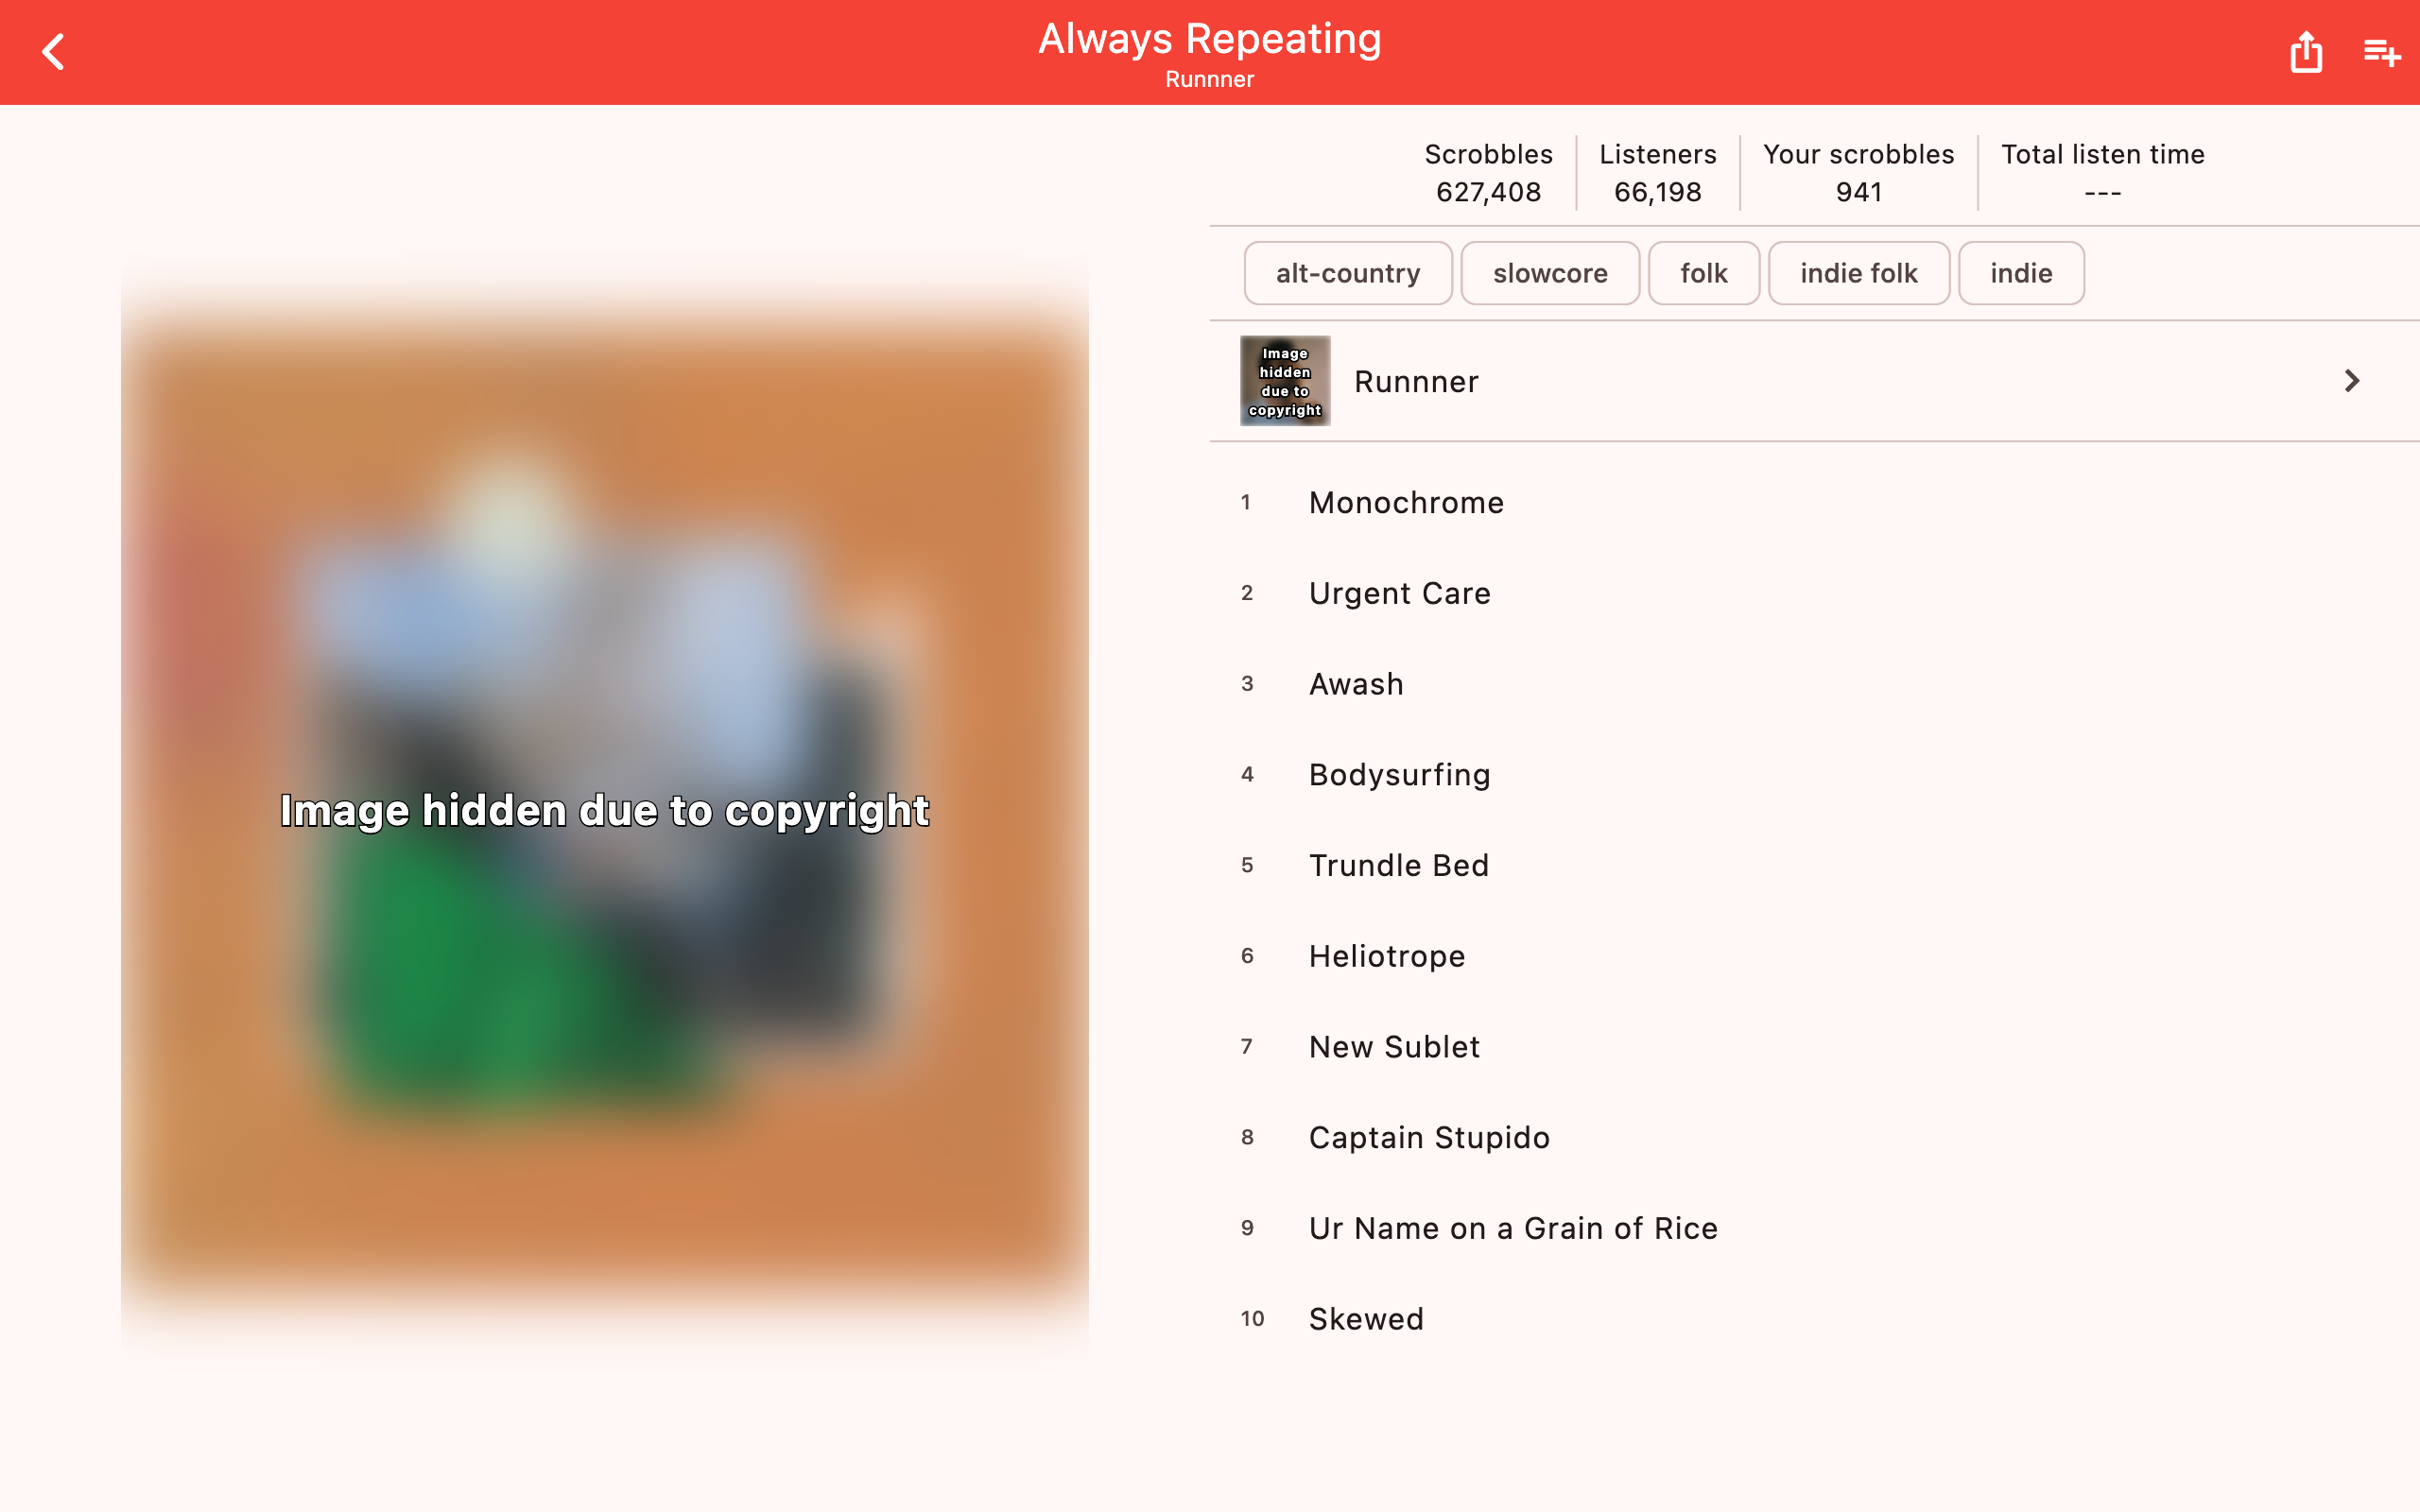 Always Repeating
Runnner
Scrobbles
627,408
Listeners
66,198
Your scrobbles
941
Total listen time
---
alt-country
slowcore
folk
indie folk
indie
Image
hidden
due to
copyright
Runnner
Image hidden due to copyright
1 Monochrome
2 Urgent Care
3 Awash
4 Bodysurfing
5 Trundle Bed
6 Heliotrope
7 New Sublet
8 Captain Stupido
9 Ur Name on a Grain of Rice
10 Skewed